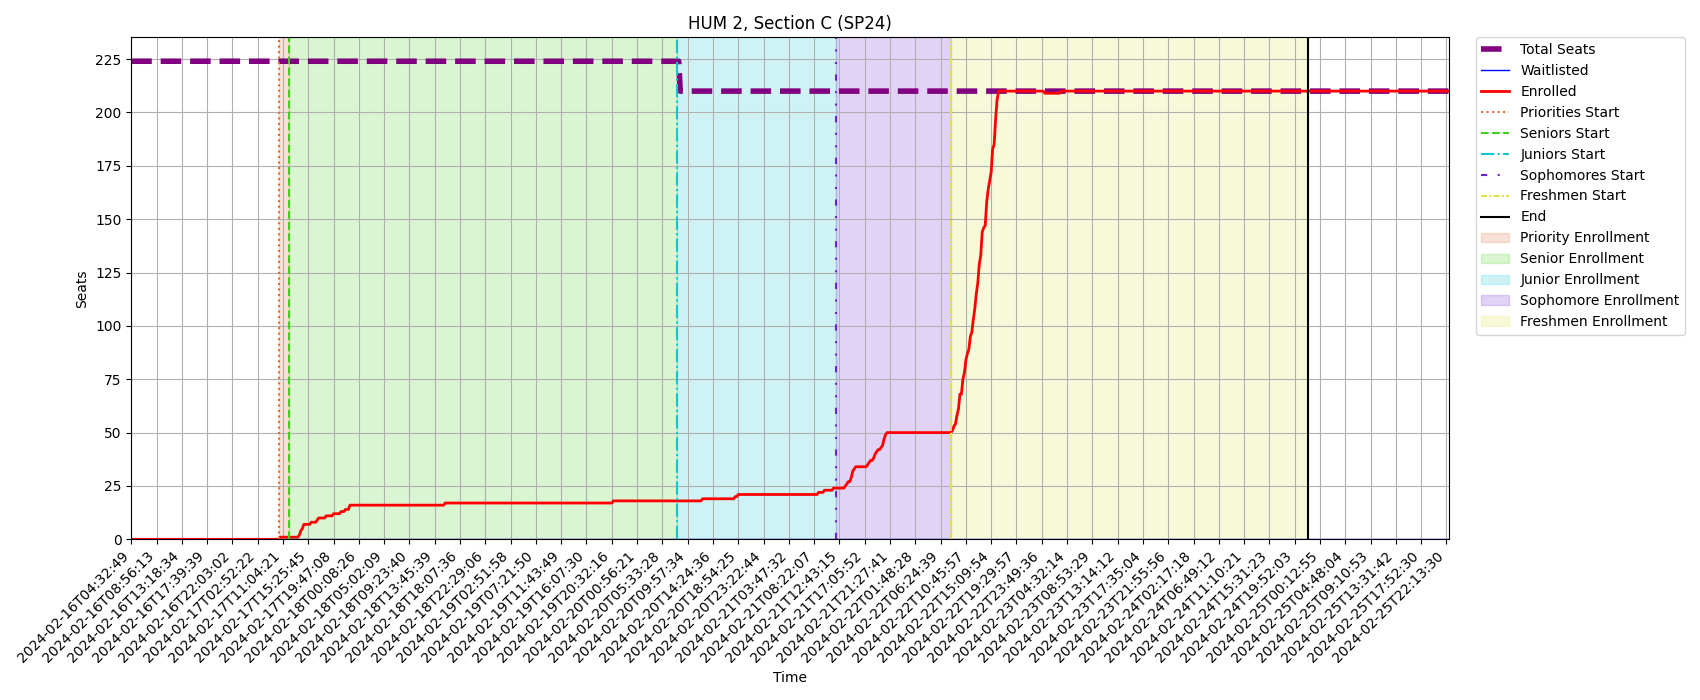 HUM 2, Section C (SP24)
Seats
225
200
175
150
125
100
75
50
25
0
2024-02-16T04:32:49
2024-02-16T08:56:13
2024-02-16T13:18:34
2024-02-16T17:39:39
2024-02-16T22:03:02
2024-02-17T02:52:22
2024-02-17T11:04:21
2024-02-17T15:25:45
2024-02-17T19:47:08
2024-02-18T00:08:26
2024-02-18T05:02:09
2024-02-18T09:23:40
2024-02-18T13:45:39
2024-02-18T18:07:36
2024-02-18T22:29:06
2024-02-19T02:51:58
2024-02-19T07:21:50
2024-02-19T11:43:49
2024-02-19T16:07:30
2024-02-19T20:32:16
2024-02-20T00:56:21
2024-02-20T05:33:28
2024-02-20T09:57:34
2024-02-20T14:24:36
2024-02-20T18:54:25
2024-02-20T23:22:44
2024-02-21T03:47:32
2024-02-21T08:22:07
2024-02-21T12:43:15
2024-02-21T17:05:52
2024-02-21T21:27:41
2024-02-22T01:48:28
2024-02-22T06:24:39
2024-02-22T10:45:57
2024-02-22T15:09:54
2024-02-22T19:29:57
2024-02-22T23:49:36
2024-02-23T04:32:14
2024-02-23T08:53:29
2024-02-23T13:14:12
2024-02-23T17:35:04
2024-02-23T21:55:56
2024-02-24T02:17:18
2024-02-24T06:49:12
2024-02-24T11:10:21
2024-02-24T15:31:23
2024-02-24T19:52:03
2024-02-25T00:12:55
2024-02-25T04:48:04
2024-02-25T09:10:53
2024-02-25T13:31:42
2024-02-25T17:52:30
2024-02-25T22:13:30
Time
Total Seats
Waitlisted
Enrolled
Priorities Start
Seniors Start
Juniors Start
Sophomores Start
Freshmen Start
End
Priority Enrollment
Senior Enrollment
Junior Enrollment
Sophomore Enrollment
Freshmen Enrollment